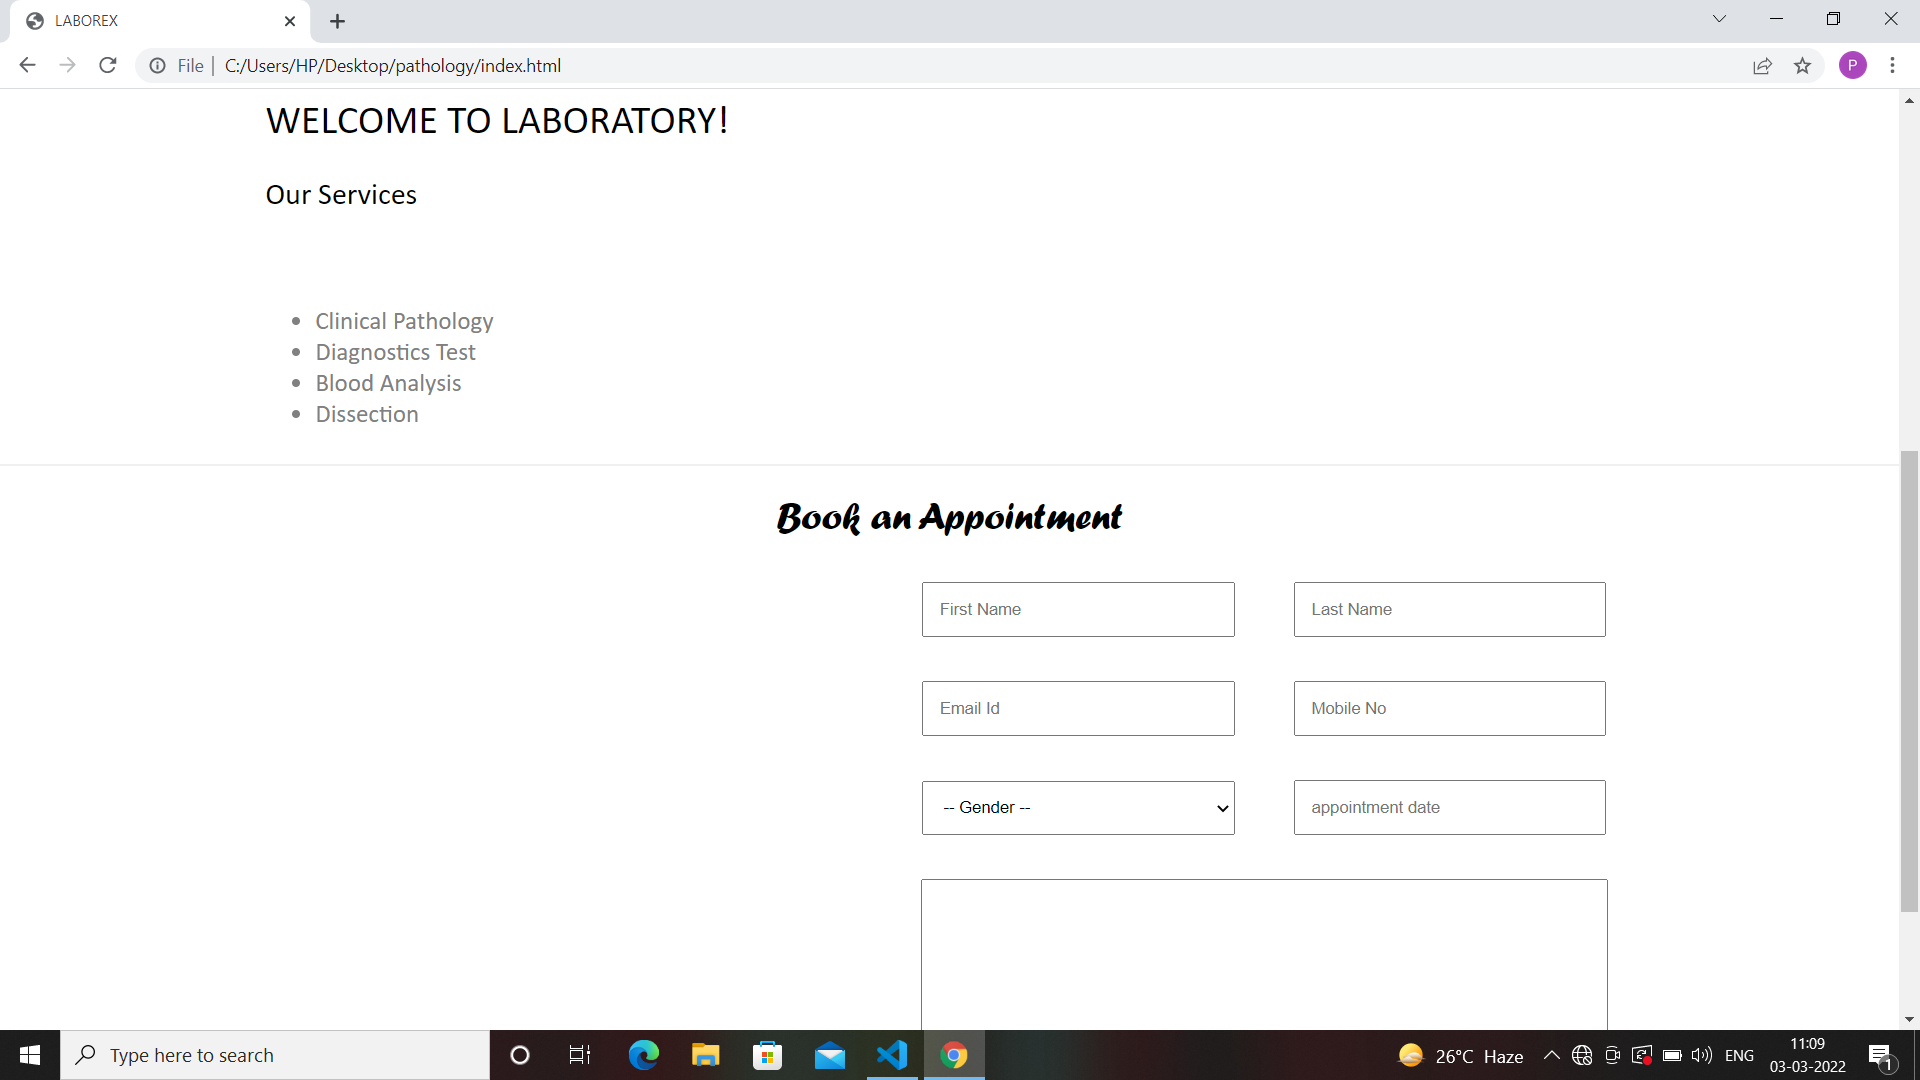 LABOREX
File | C:/Users/HP/Desktop/pathology/index.html
P
WELCOME TO LABORATORY!
Our Services
Clinical Pathology
Diagnostics Test
Blood Analysis
Dissection
Book an Appointment
First Name
Last Name
Email Id
Mobile No
-- Gender --
appointment date
Type here to search
26°C Haze
ENG
11:09
03-03-2022
1